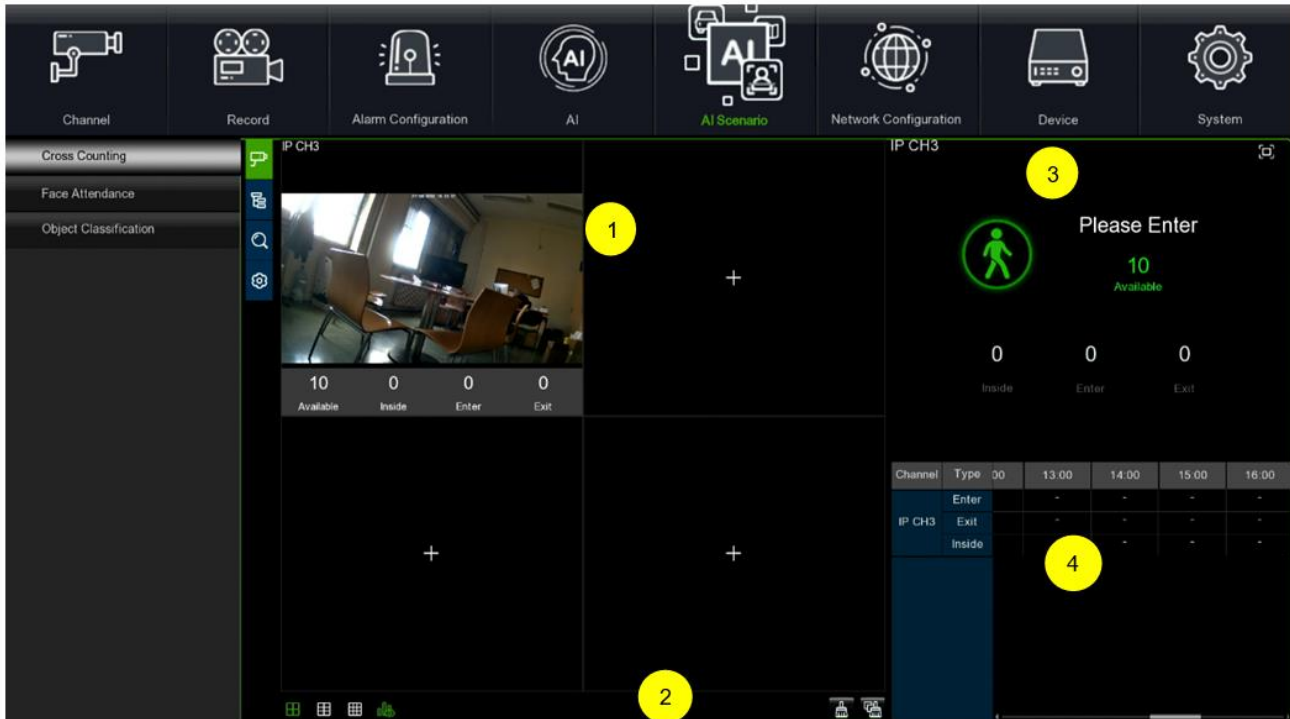 Channel
Record
Alarm Configuration
AI
AI
AI Scenario
Network Configuration
Device
System
Cross Counting
Face Attendance
Object Classification
IP CH3
1
10 0 0 0
Available Inside Enter Exit
2
IP CH3
3
Please Enter
10
Available
0 0 0
Inside Enter Exit
Channel Type 00 13:00 14:00 15:00 16:00
Enter - - - -
IP CH3 Exit - - - -
Inside - - -
4